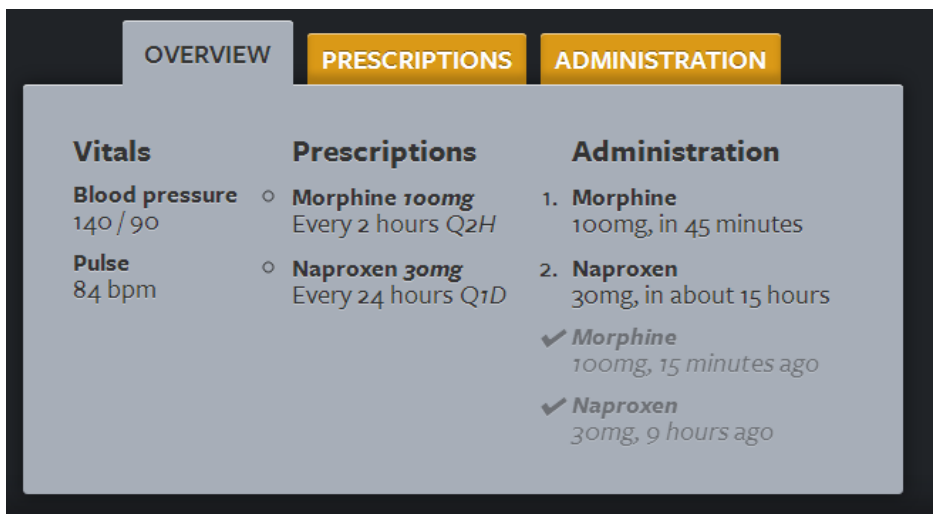 OVERVIEW
PRESCRIPTIONS
ADMINISTRATION
Vitals
Blood pressure
140 / 90
Pulse
84 bpm
Prescriptions
Morphine 100mg
Every 2 hours Q2H
Naproxen 30mg
Every 24 hours Q1D
Administration
1. Morphine
100mg, in 45 minutes
2. Naproxen
30mg, in about 15 hours
✔ Morphine
100mg, 15 minutes ago
✔ Naproxen
30mg, 9 hours ago